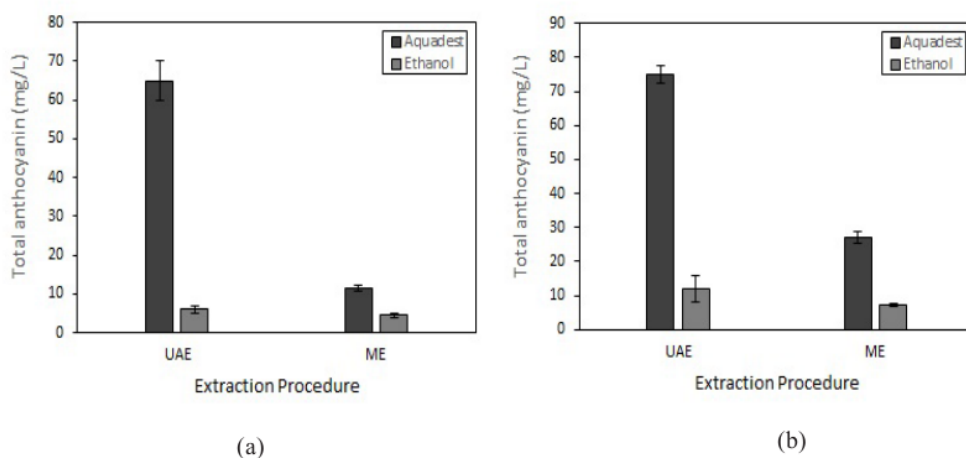 80
70
60
50
40
30
20
10
0
Total anthocyanin (mg/L)
Aquadest
Ethanol
UAE ME
Extraction Procedure
(a)
90
80
70
60
50
40
30
20
10
0
Total anthocyanin (mg/L)
Aquadest
Ethanol
UAE ME
Extraction Procedure
(b)